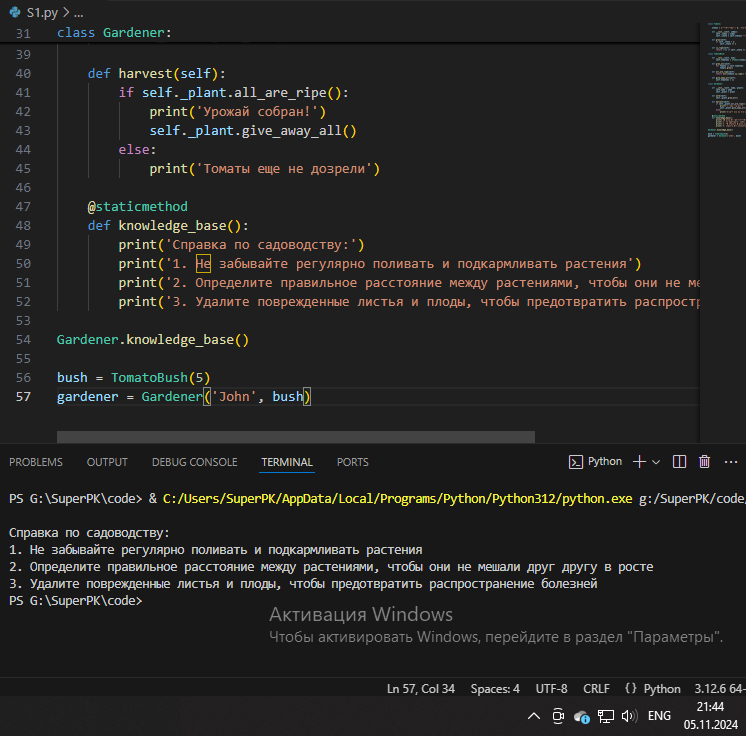 S1.py > ...
31 class Gardener:
39
40 def harvest(self):
41 if self._plant.all_are_ripe():
42 print('Урожай собран!')
43 self._plant.give_away_all()
44 else:
45 print('Томаты еще не дозрели')
46
47 @staticmethod
48 def knowledge_base():
49 print('Справка по садоводству:')
50 print('1. Не забывайте регулярно поливать и подкармливать растения')
51 print('2. Определите правильное расстояние между растениями, чтобы они не ме
52 print('3. Удалите поврежденные листья и плоды, чтобы предотвратить распростр
53
54 Gardener.knowledge_base()
55
56 bush = TomatoBush(5)
57 gardener = Gardener('John', bush)
PROBLEMS OUTPUT DEBUG CONSOLE TERMINAL PORTS Python
PS G:\SuperPK\code> & C:/Users/SuperPK/AppData/Local/Programs/Python/Python312/python.exe g:/SuperPK/code/
Справка по садоводству:
1. Не забывайте регулярно поливать и подкармливать растения
2. Определите правильное расстояние между растениями, чтобы они не мешали друг другу в росте
3. Удалите поврежденные листья и плоды, чтобы предотвратить распространение болезней
PS G:\SuperPK\code>
Активация Windows
Чтобы активировать Windows, перейдите в раздел "Параметры".
Ln 57, Col 34 Spaces: 4 UTF-8 CRLF {} Python 3.12.6 64-
ENG
21:44
05.11.2024